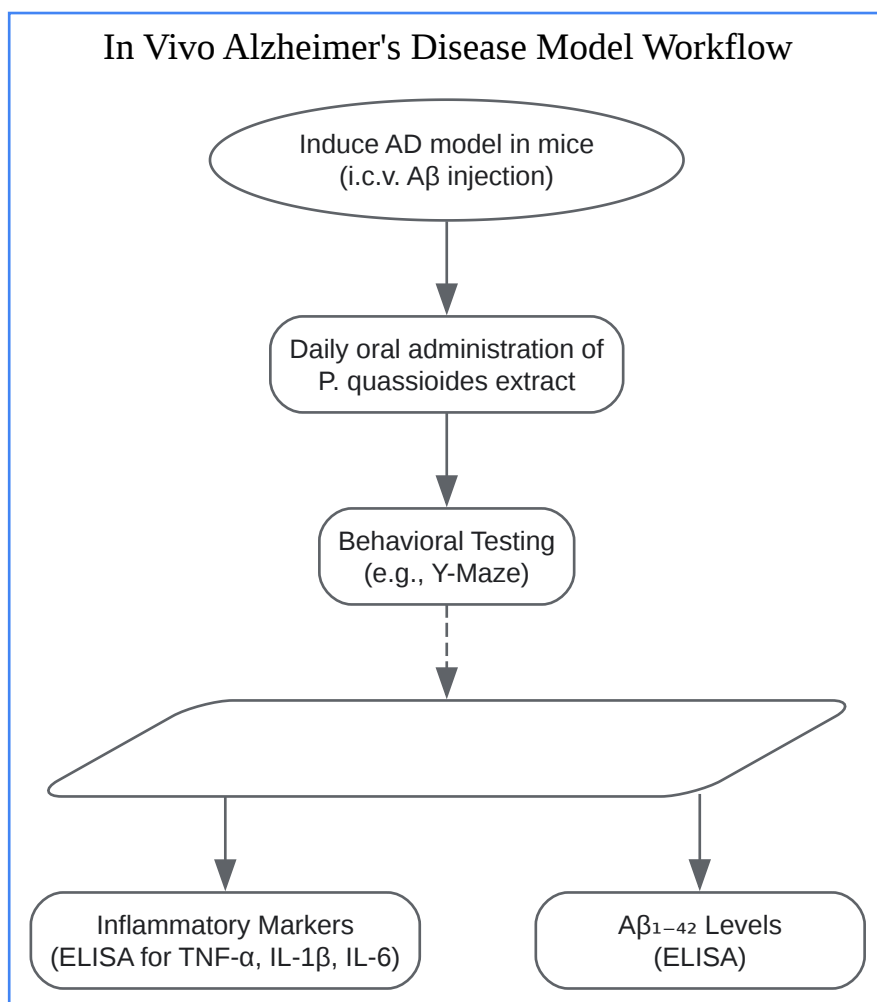 In Vivo Alzheimer's Disease Model Workflow
Induce AD model in mice
(i.c.v. Aβ injection)
Daily oral administration of
P. quassioides extract
Behavioral Testing
(e.g., Y-Maze)
Inflammatory Markers
(ELISA for TNF-α, IL-1β, IL-6)
Aβ₁₋₄₂ Levels
(ELISA)